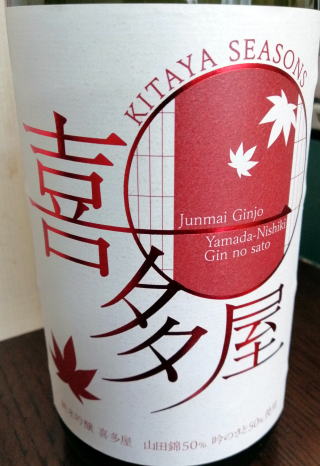 KITAYA SEASONS
喜多屋
Junmai Ginjo
Yamada-Nishiki
Gin no sato
純米吟醸 喜多屋 山田錦50% 吟のさと50%使用